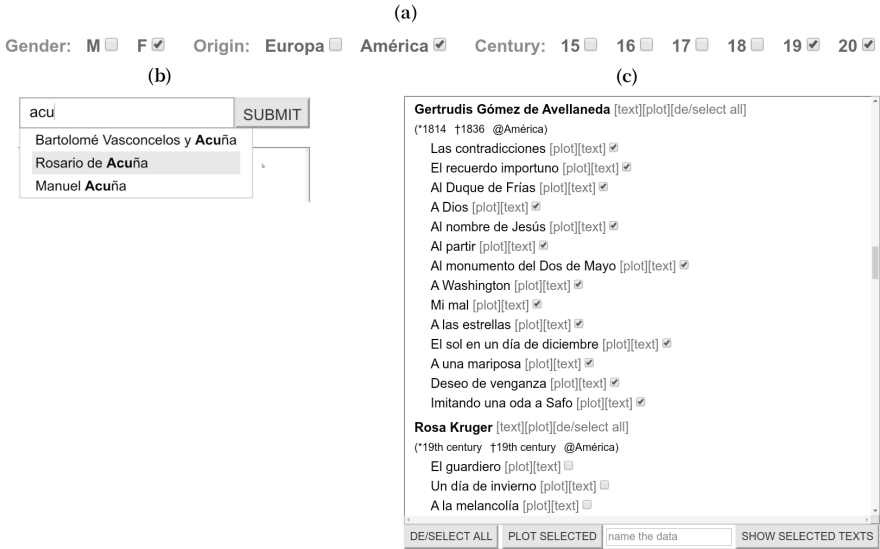 (a)
Gender: M F Origin: Europa América Century: 15 16 17 18 19 20
(b)
acu
SUBMIT
Bartolomé Vasconcelos y Acuña
Rosario de Acuña
Manuel Acuña
(c)
Gertrudis Gómez de Avellaneda [text][plot][de/select all]
(*1814 †1836 @América)
Las contradicciones [plot][text]
El recuerdo importuno [plot][text]
Al Duque de Frías [plot][text]
A Dios [plot][text]
Al nombre de Jesús [plot][text]
Al partir [plot][text]
Al monumento del Dos de Mayo [plot][text]
A Washington [plot][text]
Mi mal [plot][text]
A las estrellas [plot][text]
El sol en un día de diciembre [plot][text]
A una mariposa [plot][text]
Deseo de venganza [plot][text]
Imitando una oda a Safo [plot][text]
Rosa Kruger [text][plot][de/select all]
(*19th century †19th century @América)
El guardiero [plot][text]
Un día de invierno [plot][text]
A la melancolía [plot][text]
DE/SELECT ALL PLOT SELECTED name the data SHOW SELECTED TEXTS